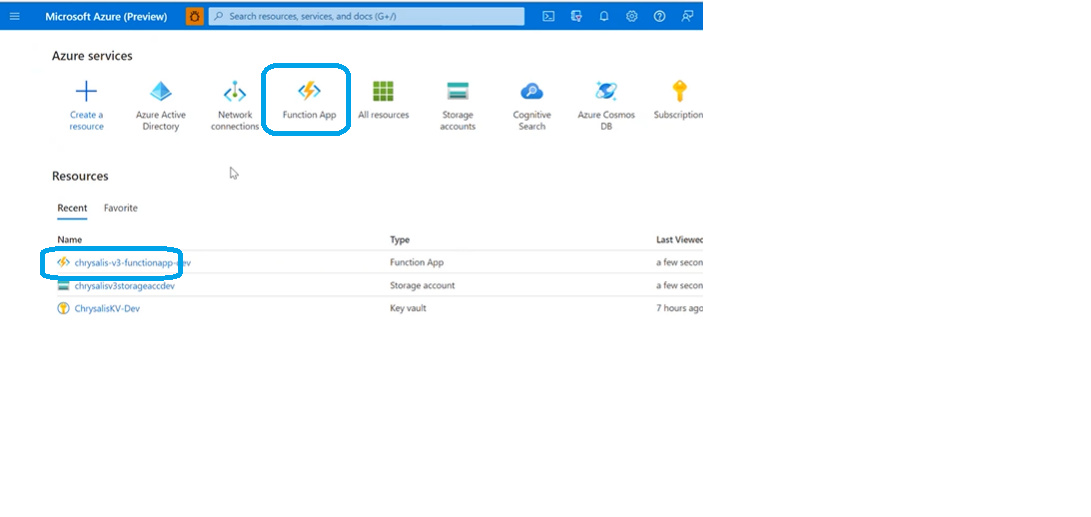 Microsoft Azure (Preview) Search resources, services, and docs (G+/)
Azure services
Create a resource
Azure Active Directory
Network connections
Function App
All resources
Storage accounts
Cognitive Search
Azure Cosmos DB
Subscription
Resources
Recent Favorite
Name Type Last Viewed
chrysalis-v3-functionapp-dev Function App a few secon
chrysalisv3storageaccdev Storage account a few secon
ChrysalisKV-Dev Key vault 7 hours ago